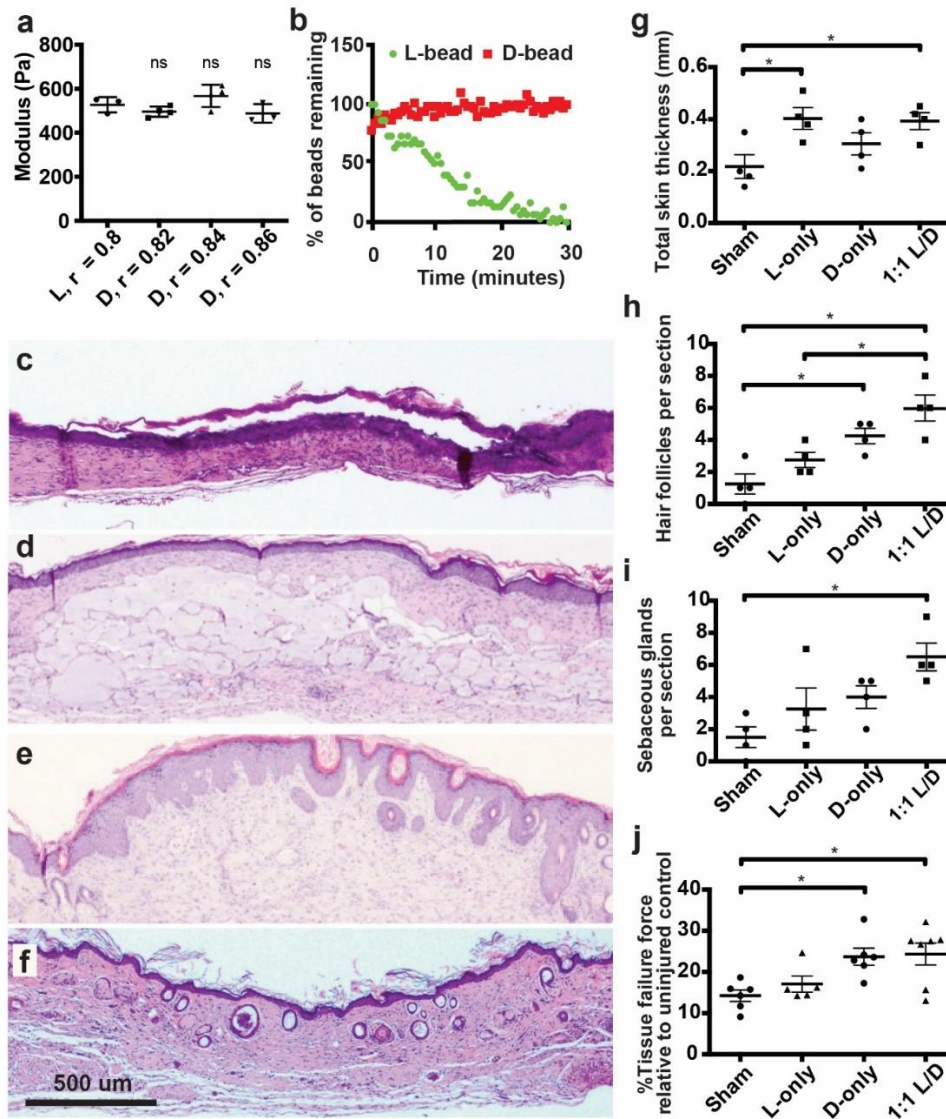 a
Modulus (Pa)
800
600
400
200
0
ns
ns
ns
L, r = 0.8
D, r = 0.82
D, r = 0.84
D, r = 0.86
b
% of beads remaining
150
100
50
0
L-bead
D-bead
0
10
20
30
Time (minutes)
c
d
e
f
500 um
g
Total skin thickness (mm)
0.6
0.4
0.2
0.0
*
*
Sham
L-only
D-only
1:1 L/D
h
Hair follicles per section
10
8
6
4
2
0
*
*
*
Sham
L-only
D-only
1:1 L/D
i
Sebaceous glands
per section
10
8
6
4
2
0
*
Sham
L-only
D-only
1:1 L/D
j
%Tissue failure force
relative to uninjured control
40
30
20
10
0
*
*
Sham
L-only
D-only
1:1 L/D